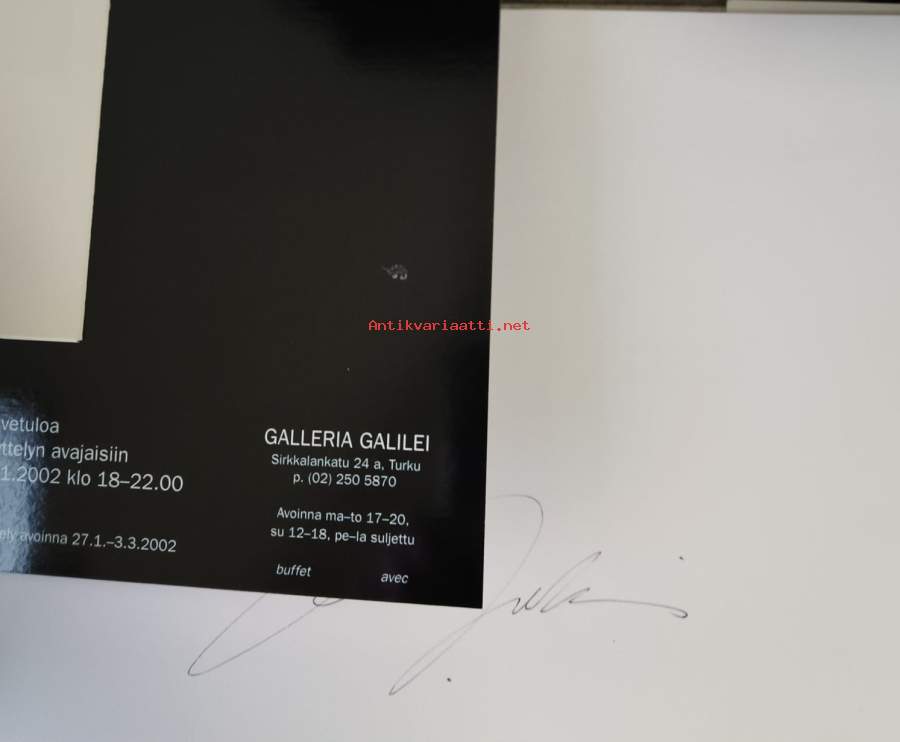 Antikvariaatti.net
vetuloa
ttelyn avajaisiin
1.2002 klo 18–22.00
ely avoinna 27.1.–3.3.2002
GALLERIA GALILEI
Sirkkalankatu 24 a, Turku
p. (02) 250 5870
Avoinna ma–to 17–20,
su 12–18, pe–la suljettu
buffet avec